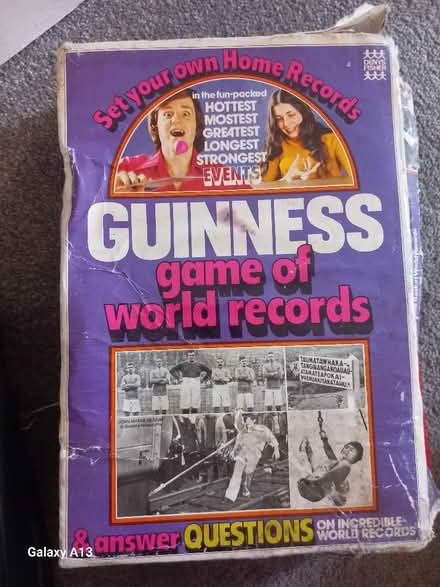 DENYS
FISHER
Set your own Home Records
in the fun-packed
HOTTEST
MOSTEST
GREATEST
LONGEST
STRONGEST
EVENTS
GUINNESS
game of
world records
TAUMATAWHAKA-
& answer QUESTIONS ON INCREDIBLE-
WORLD RECORDS
Galaxy A13